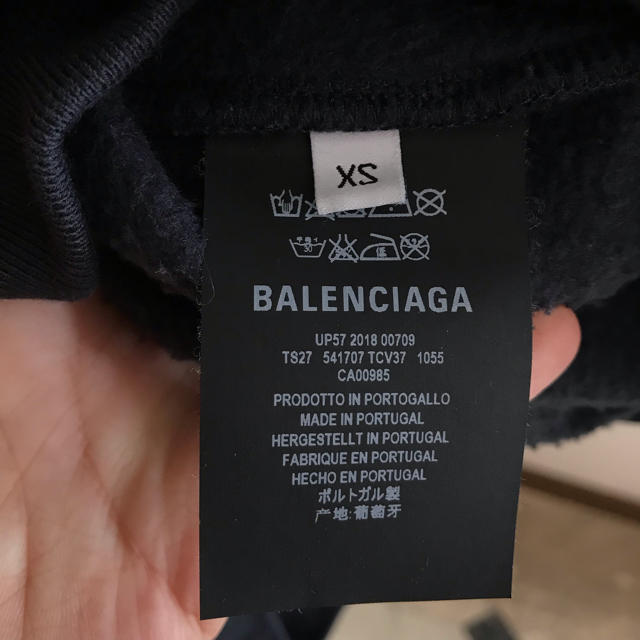 XS
BALENCIAGA
UP57 2018 00709
TS27 541707 TCV37 1055
CA00985
PRODOTTO IN PORTOGALLO
MADE IN PORTUGAL
HERGESTELLT IN PORTUGAL
FABRIQUE EN PORTUGAL
HECHO EN PORTUGAL
ポルトガル製
产地:葡萄牙